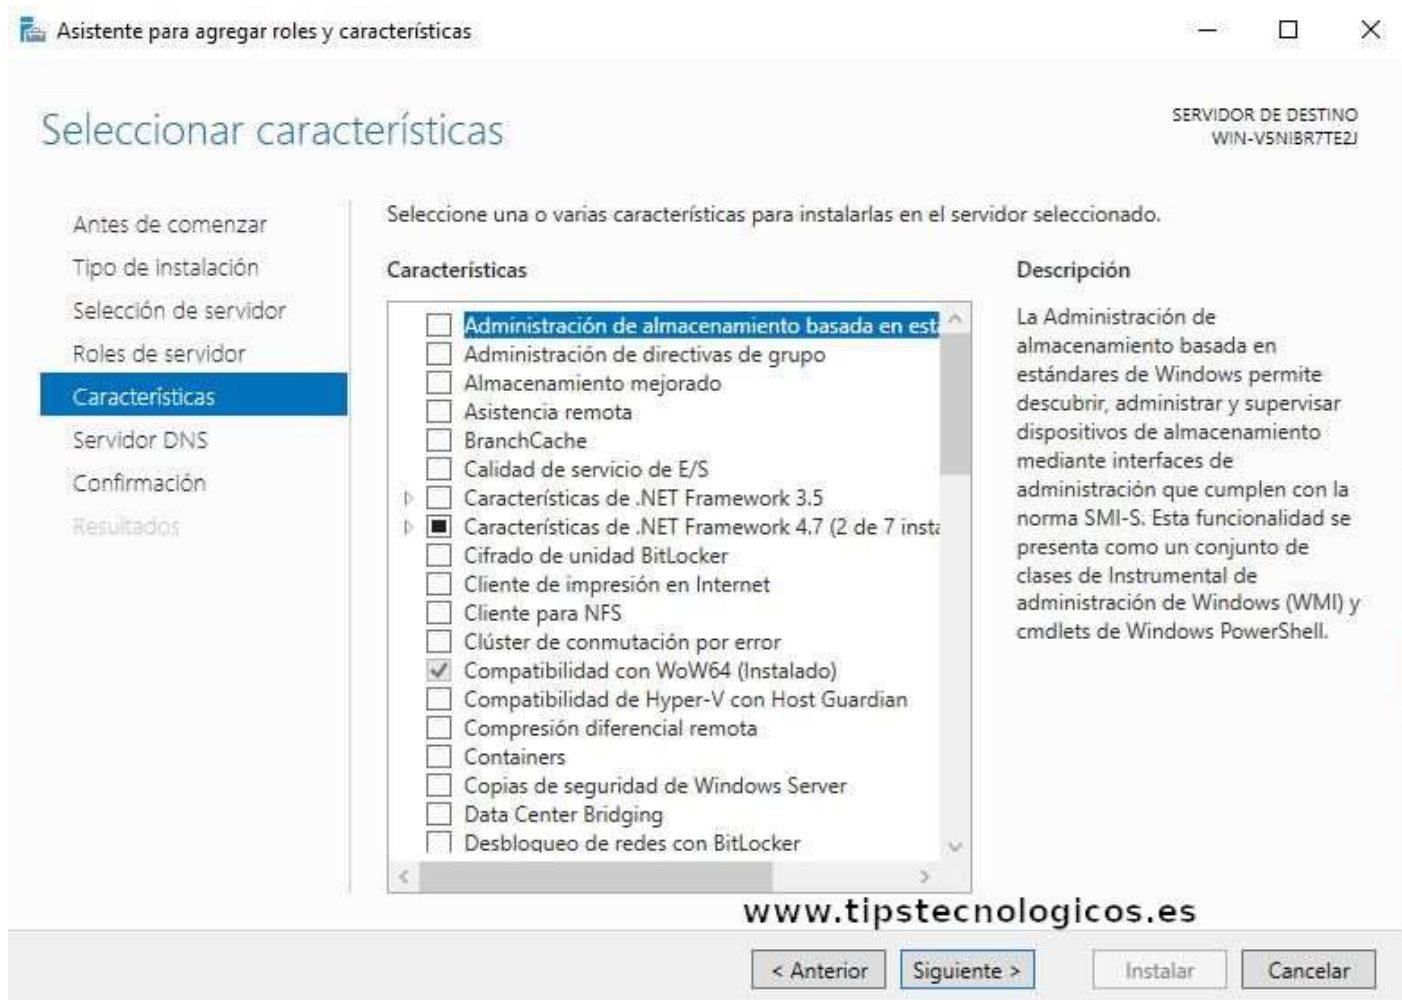 Asistente para agregar roles y características
Seleccionar características
SERVIDOR DE DESTINO
WIN-V5NIBR7TE2J
Antes de comenzar
Tipo de instalación
Selección de servidor
Roles de servidor
Características
Servidor DNS
Confirmación
Resultados
Seleccione una o varias características para instalarlas en el servidor seleccionado.
Características
Administración de almacenamiento basada en está
Administración de directivas de grupo
Almacenamiento mejorado
Asistencia remota
BranchCache
Calidad de servicio de E/S
Características de .NET Framework 3.5
Características de .NET Framework 4.7 (2 de 7 insta
Cifrado de unidad BitLocker
Cliente de impresión en Internet
Cliente para NFS
Clúster de conmutación por error
Compatibilidad con WoW64 (Instalado)
Compatibilidad de Hyper-V con Host Guardian
Compresión diferencial remota
Containers
Copias de seguridad de Windows Server
Data Center Bridging
Desbloqueo de redes con BitLocker
Descripción
La Administración de
almacenamiento basada en
estándares de Windows permite
descubrir, administrar y supervisar
dispositivos de almacenamiento
mediante interfaces de
administración que cumplen con la
norma SMI-S. Esta funcionalidad se
presenta como un conjunto de
clases de Instrumental de
administración de Windows (WMI) y
cmdlets de Windows PowerShell.
www.tipstecnologicos.es
< Anterior
Siguiente >
Instalar
Cancelar